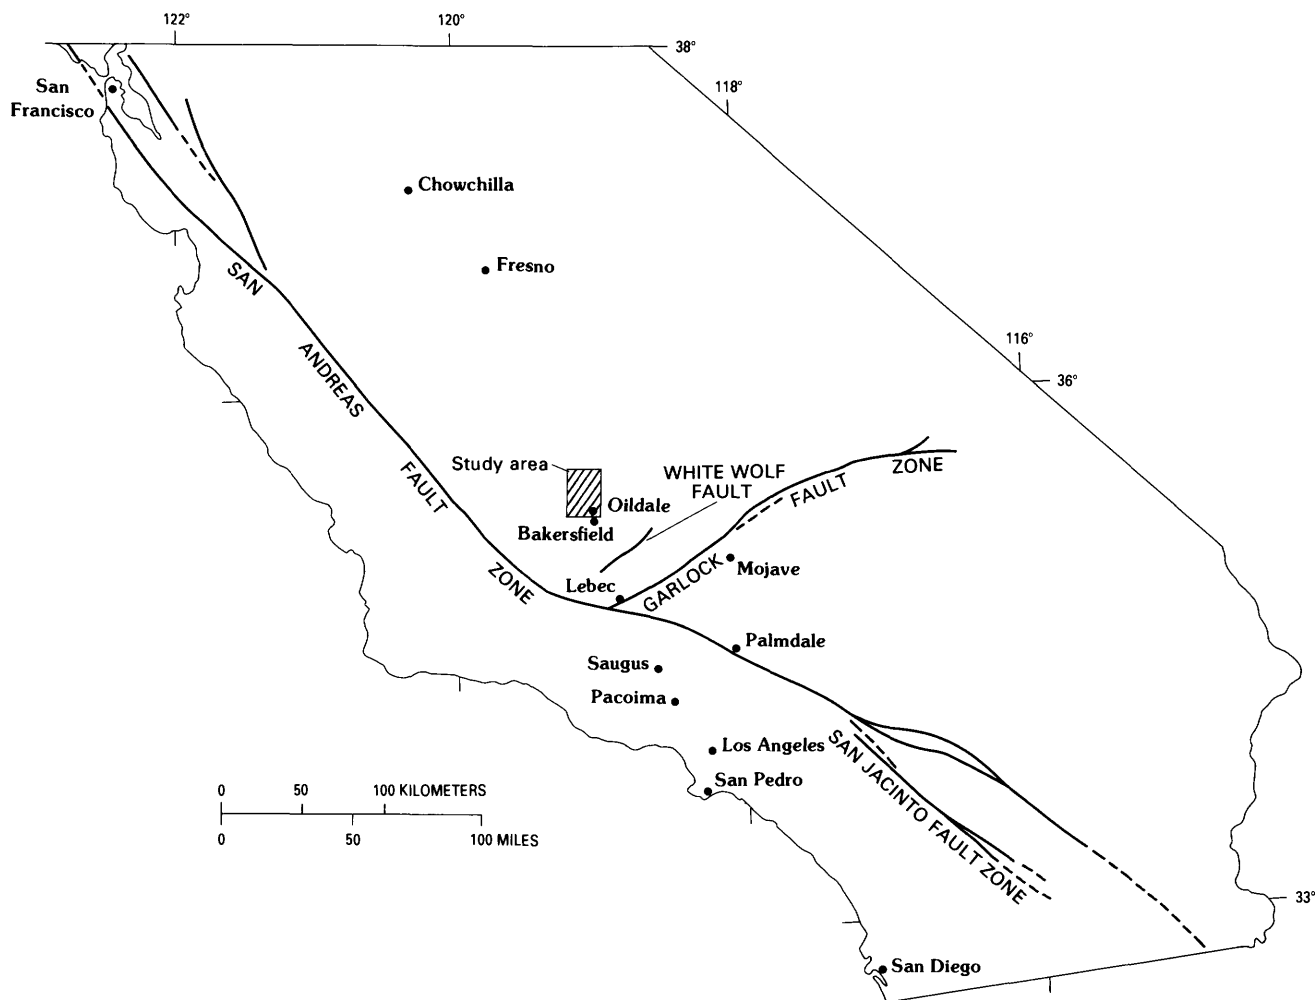 122°
120°
38°
118°
San
Francisco
Chowchilla
Fresno
SAN
ANDREAS
FAULT
ZONE
116°
36°
Study area
WHITE WOLF
FAULT
Oildale
Bakersfield
FAULT
ZONE
GARLOCK
Mojave
Lebec
Palmdale
Saugus
Pacoima
Los Angeles
San Pedro
SAN JACINTO FAULT ZONE
0 50 100 KILOMETERS
0 50 100 MILES
33°
San Diego